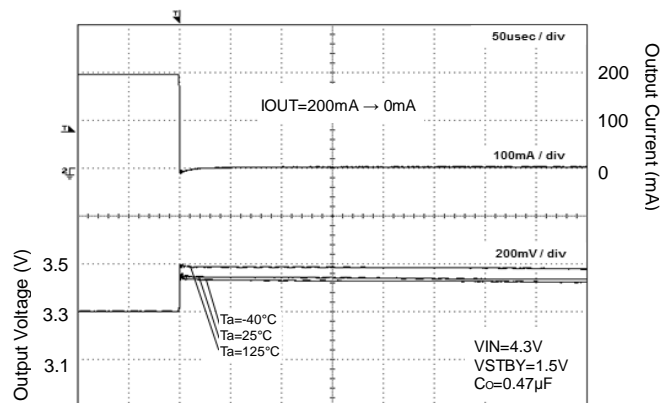 50usec / div
Output Current (mA)
200
IOUT=200mA → 0mA
100
100mA / div
2
0
Output Voltage (V)
200mV / div
3.5
3.3
Ta=-40°C
Ta=25°C
Ta=125°C
3.1
VIN=4.3V
VSTBY=1.5V
Co=0.47µF